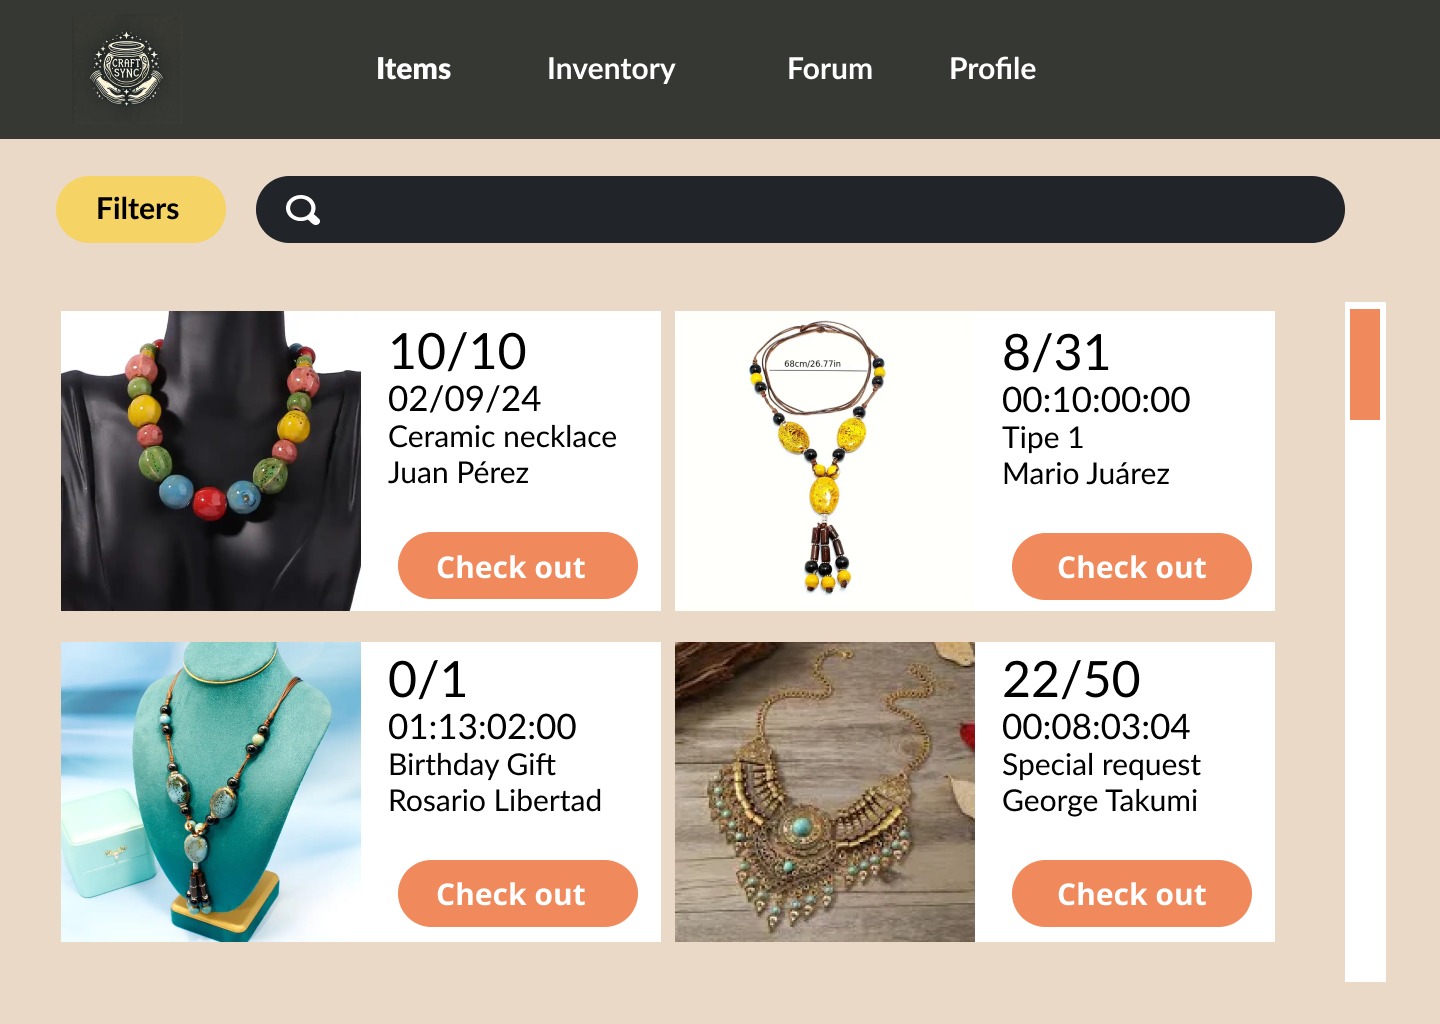 CRAFT
SYNC
Items
Inventory
Forum
Profile
Filters
10/10
02/09/24
Ceramic necklace
Juan Pérez
Check out
68cm/26.77in
8/31
00:10:00:00
Tipe 1
Mario Juárez
Check out
0/1
01:13:02:00
Birthday Gift
Rosario Libertad
Check out
22/50
00:08:03:04
Special request
George Takumi
Check out